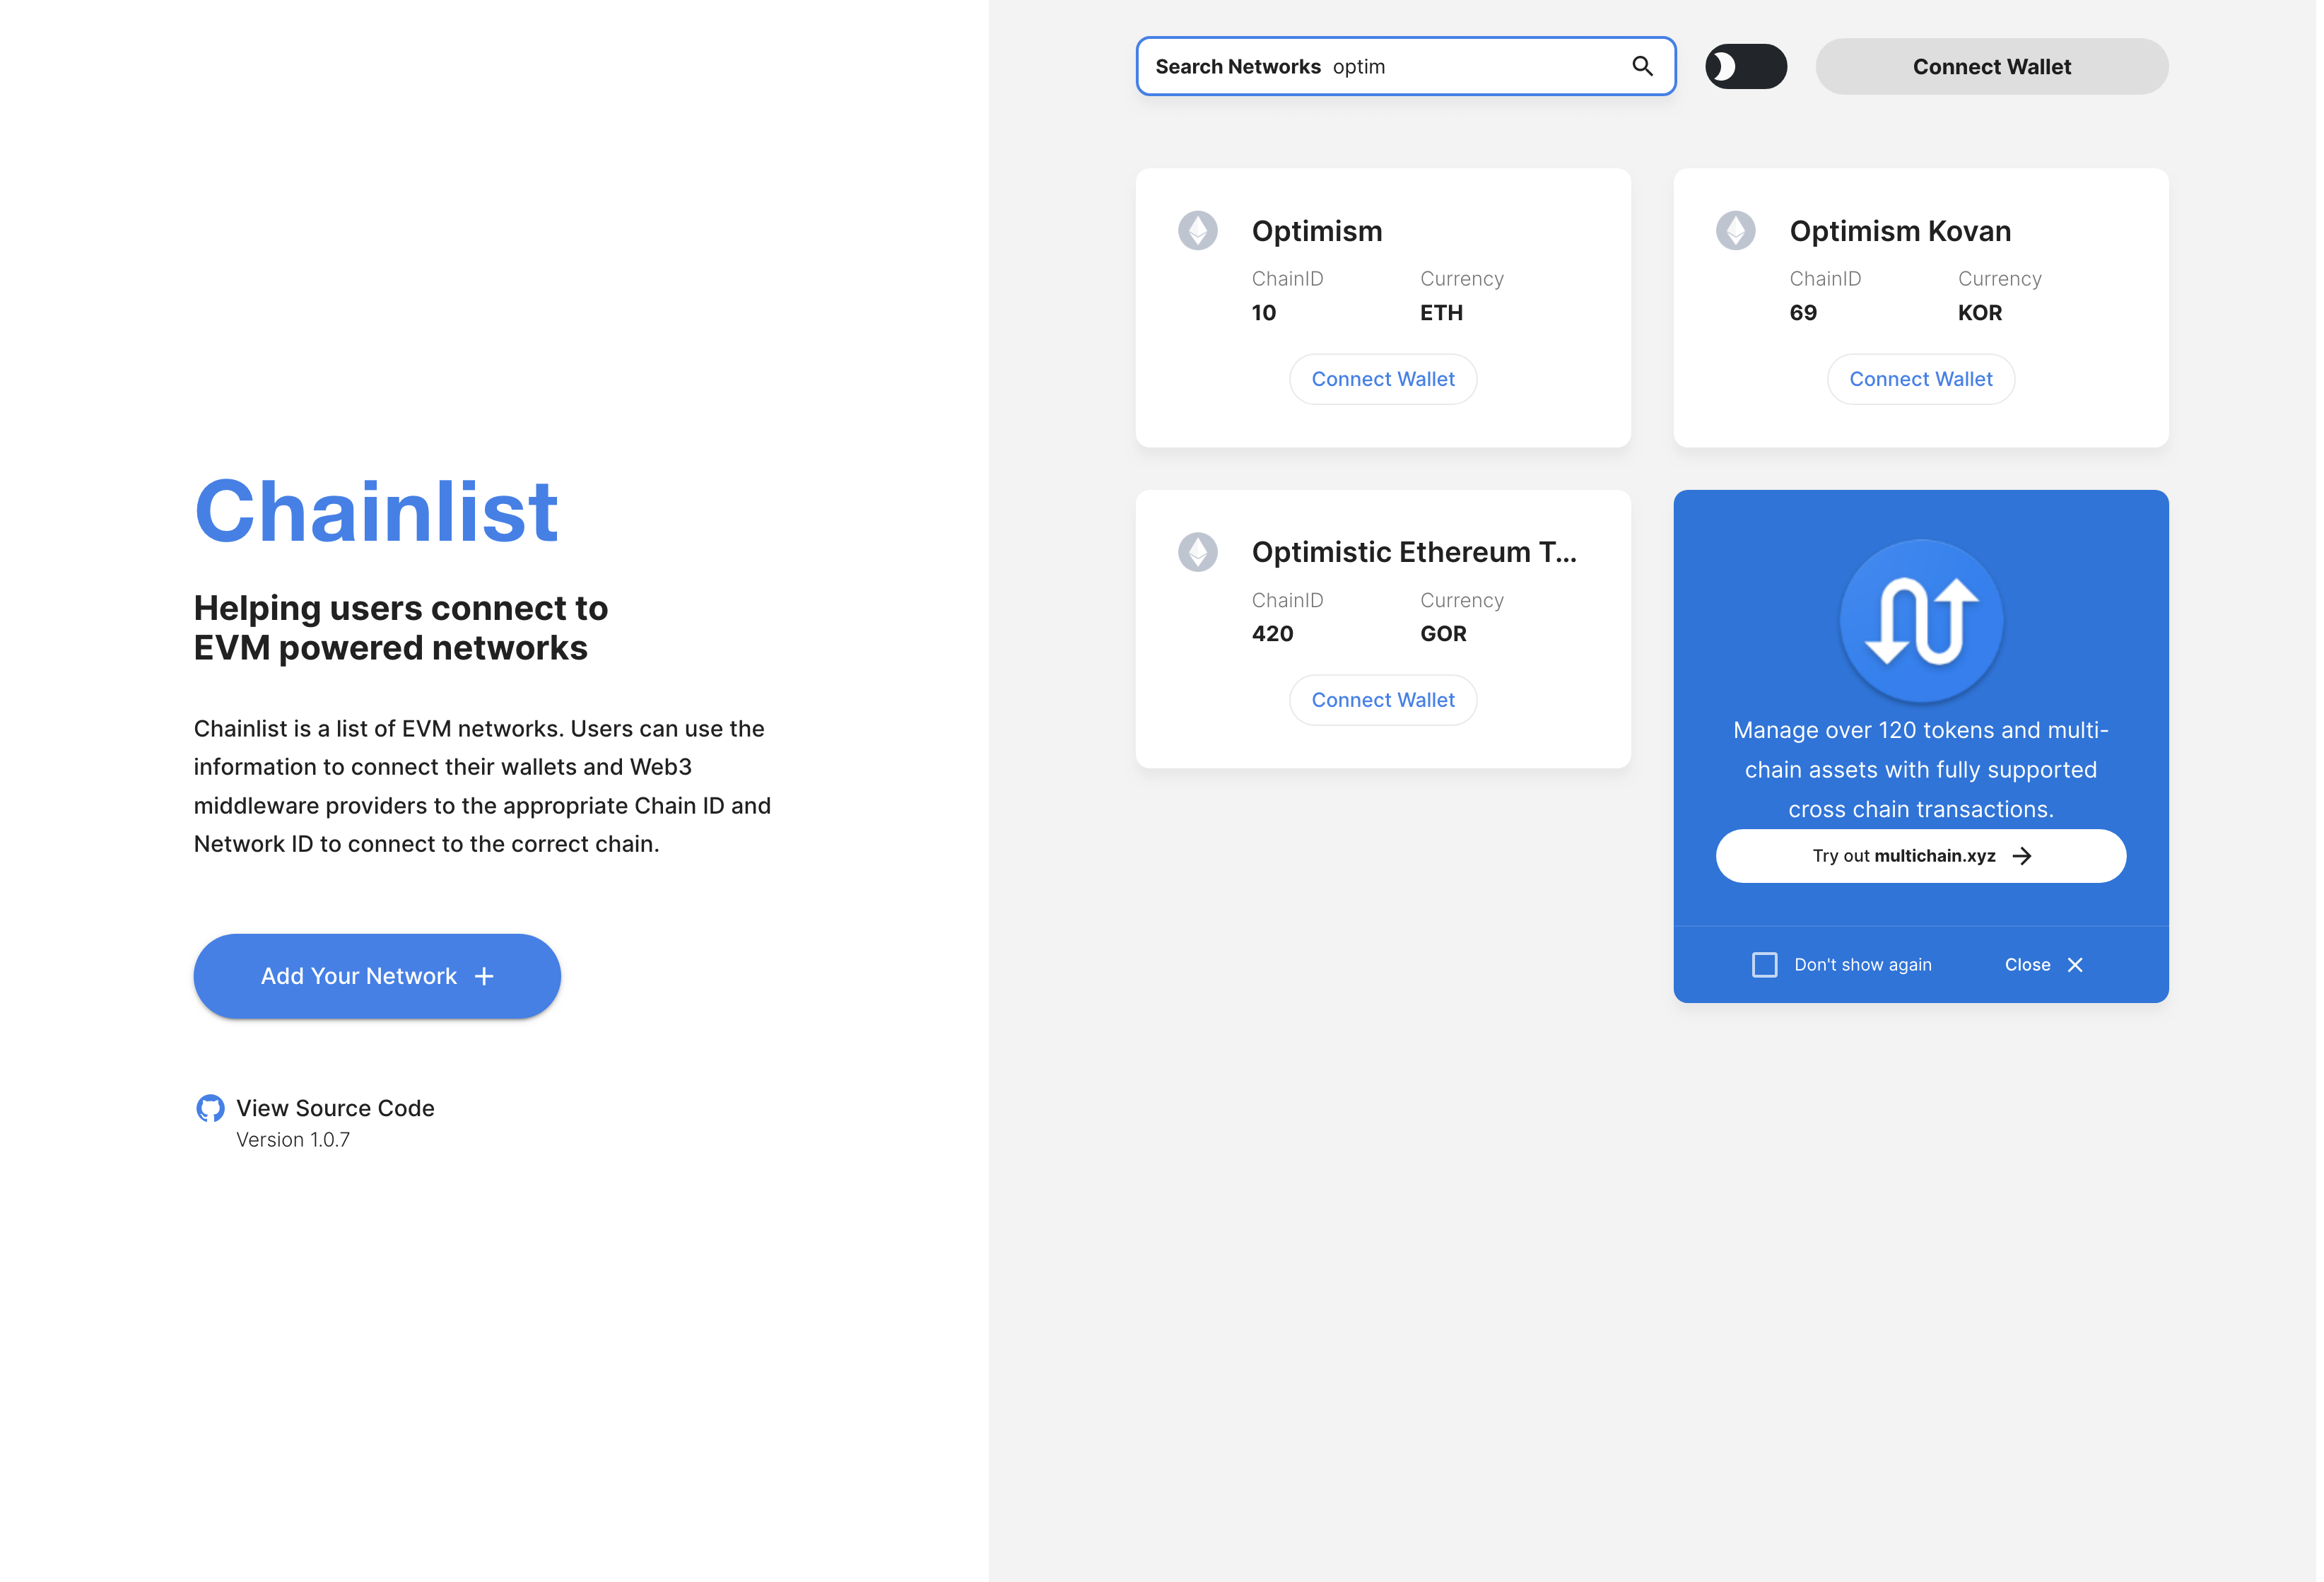 Chainlist
Helping users connect to
EVM powered networks
Chainlist is a list of EVM networks. Users can use the
information to connect their wallets and Web3
middleware providers to the appropriate Chain ID and
Network ID to connect to the correct chain.
Add Your Network
View Source Code
Version 1.0.7
Search Networks optim
Connect Wallet
Optimism
ChainID Currency
10 ETH
Connect Wallet
Optimism Kovan
ChainID Currency
69 KOR
Connect Wallet
Optimistic Ethereum T...
ChainID Currency
420 GOR
Connect Wallet
Manage over 120 tokens and multi-
chain assets with fully supported
cross chain transactions.
Try out multichain.xyz
Don't show again Close